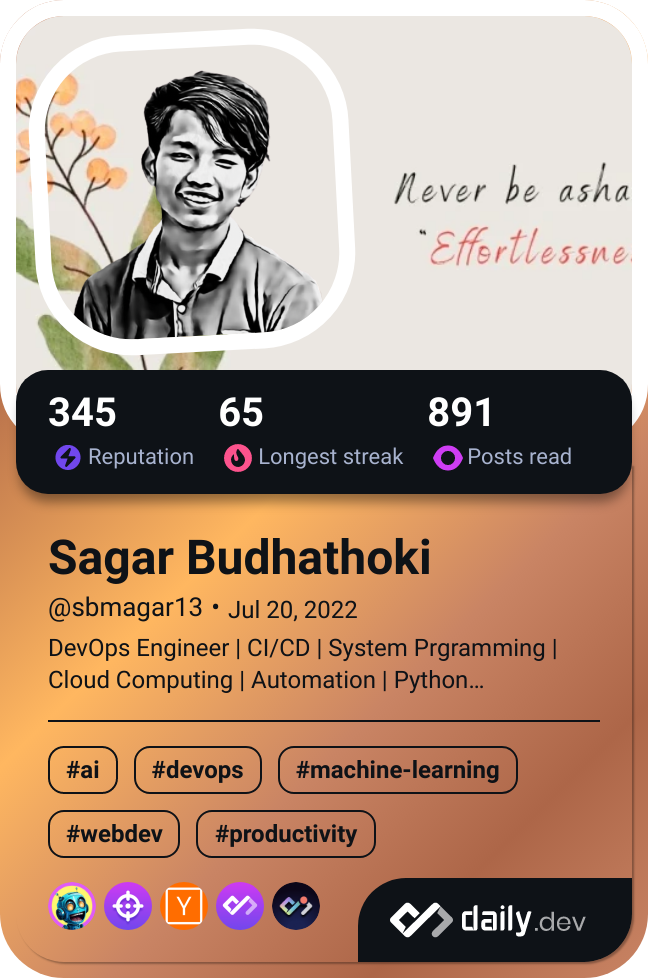 Never be asha
"Effortlessne
345 65 891
Reputation Longest streak Posts read
Sagar Budhathoki
@sbmagar13 • Jul 20, 2022
DevOps Engineer | CI/CD | System Prgramming |
Cloud Computing | Automation | Python...
#ai #devops #machine-learning
#webdev #productivity
Y
daily.dev